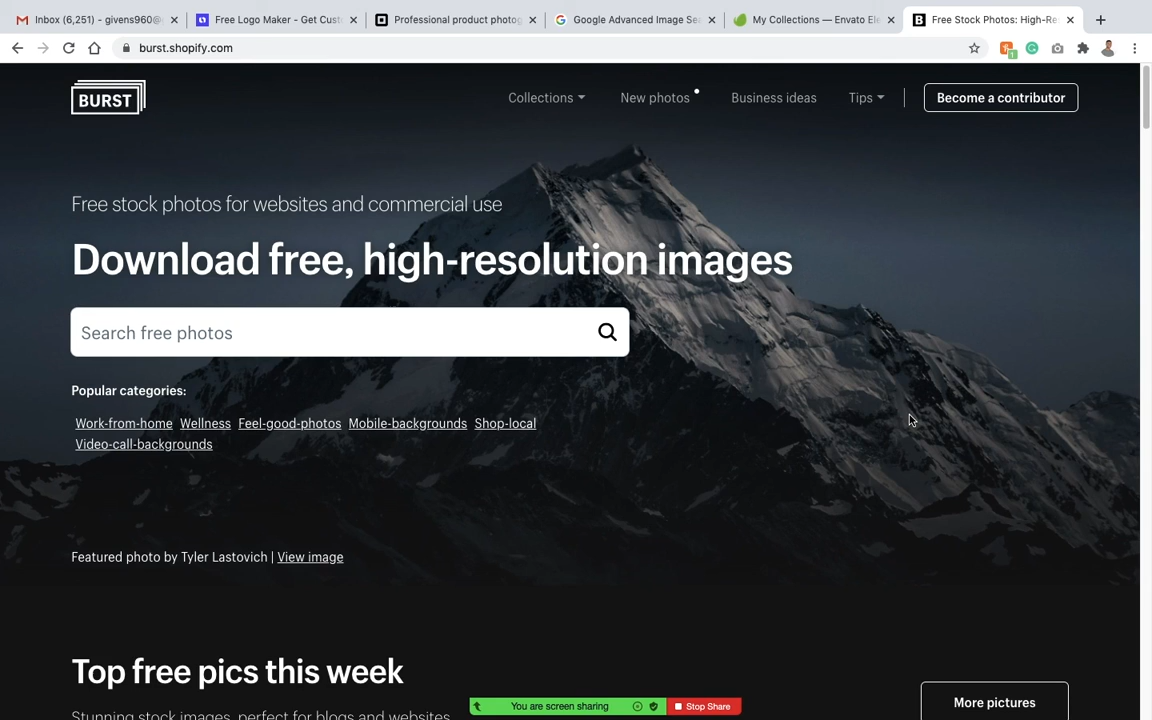 Inbox (6,251) - givens960@
Free Logo Maker - Get Cust
Professional product photog
Google Advanced Image Sea
My Collections — Envato Ele
Free Stock Photos: High-Re
burst.shopify.com
1
BURST
Collections
New photos
Business ideas
Tips
Become a contributor
Free stock photos for websites and commercial use
Download free, high-resolution images
Search free photos
Popular categories:
Work-from-home Wellness Feel-good-photos Mobile-backgrounds Shop-local
Video-call-backgrounds
Featured photo by Tyler Lastovich | View image
Top free pics this week
More pictures
Stunning stock images, perfect for blogs and websites
You are screen sharing
Stop Share